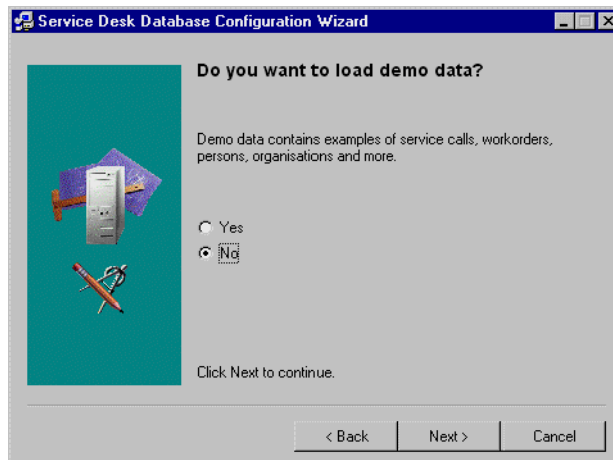 Service Desk Database Configuration Wizard
Do you want to load demo data?
Demo data contains examples of service calls, workorders,
persons, organisations and more.
Yes
No
Click Next to continue.
< Back
Next >
Cancel